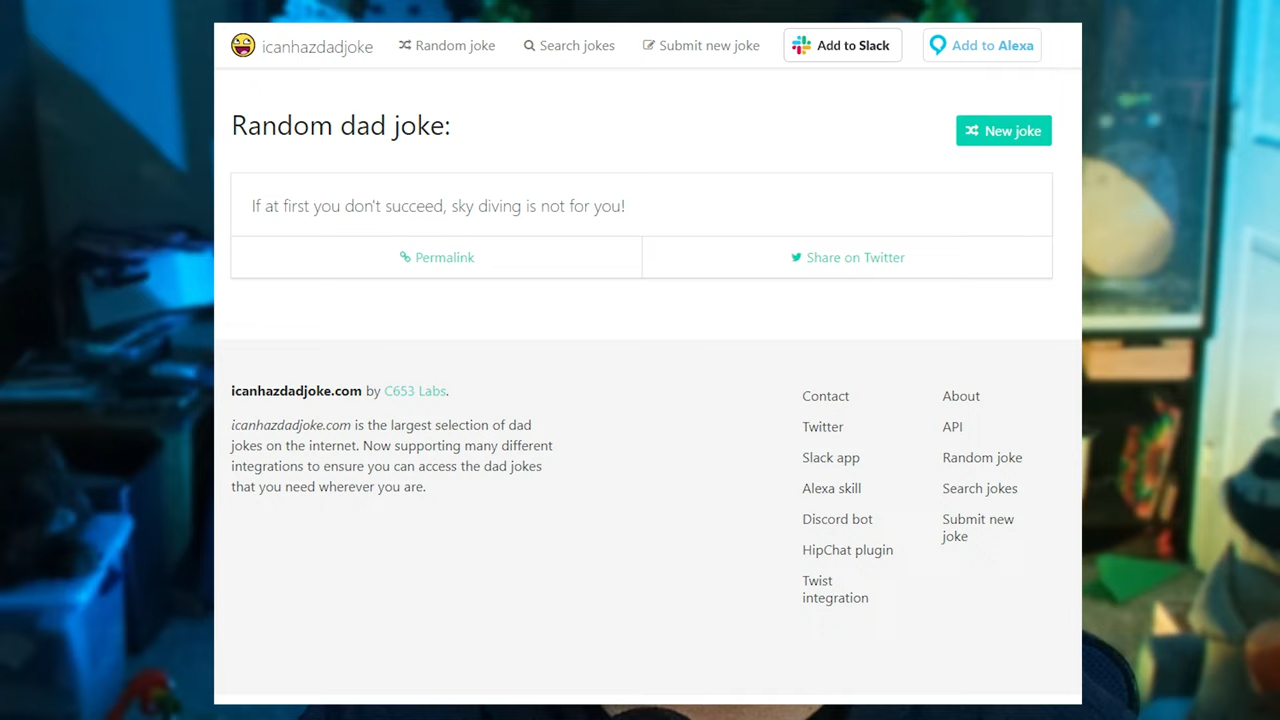 icanhazdadjoke Random joke Search jokes Submit new joke Add to Slack Add to Alexa
Random dad joke:
New joke
If at first you don't succeed, sky diving is not for you!
Permalink
Share on Twitter
icanhazdadjoke.com by C653 Labs.
icanhazdadjoke.com is the largest selection of dad
jokes on the internet. Now supporting many different
integrations to ensure you can access the dad jokes
that you need wherever you are.
Contact
Twitter
Slack app
Alexa skill
Discord bot
HipChat plugin
Twist
integration
About
API
Random joke
Search jokes
Submit new
joke